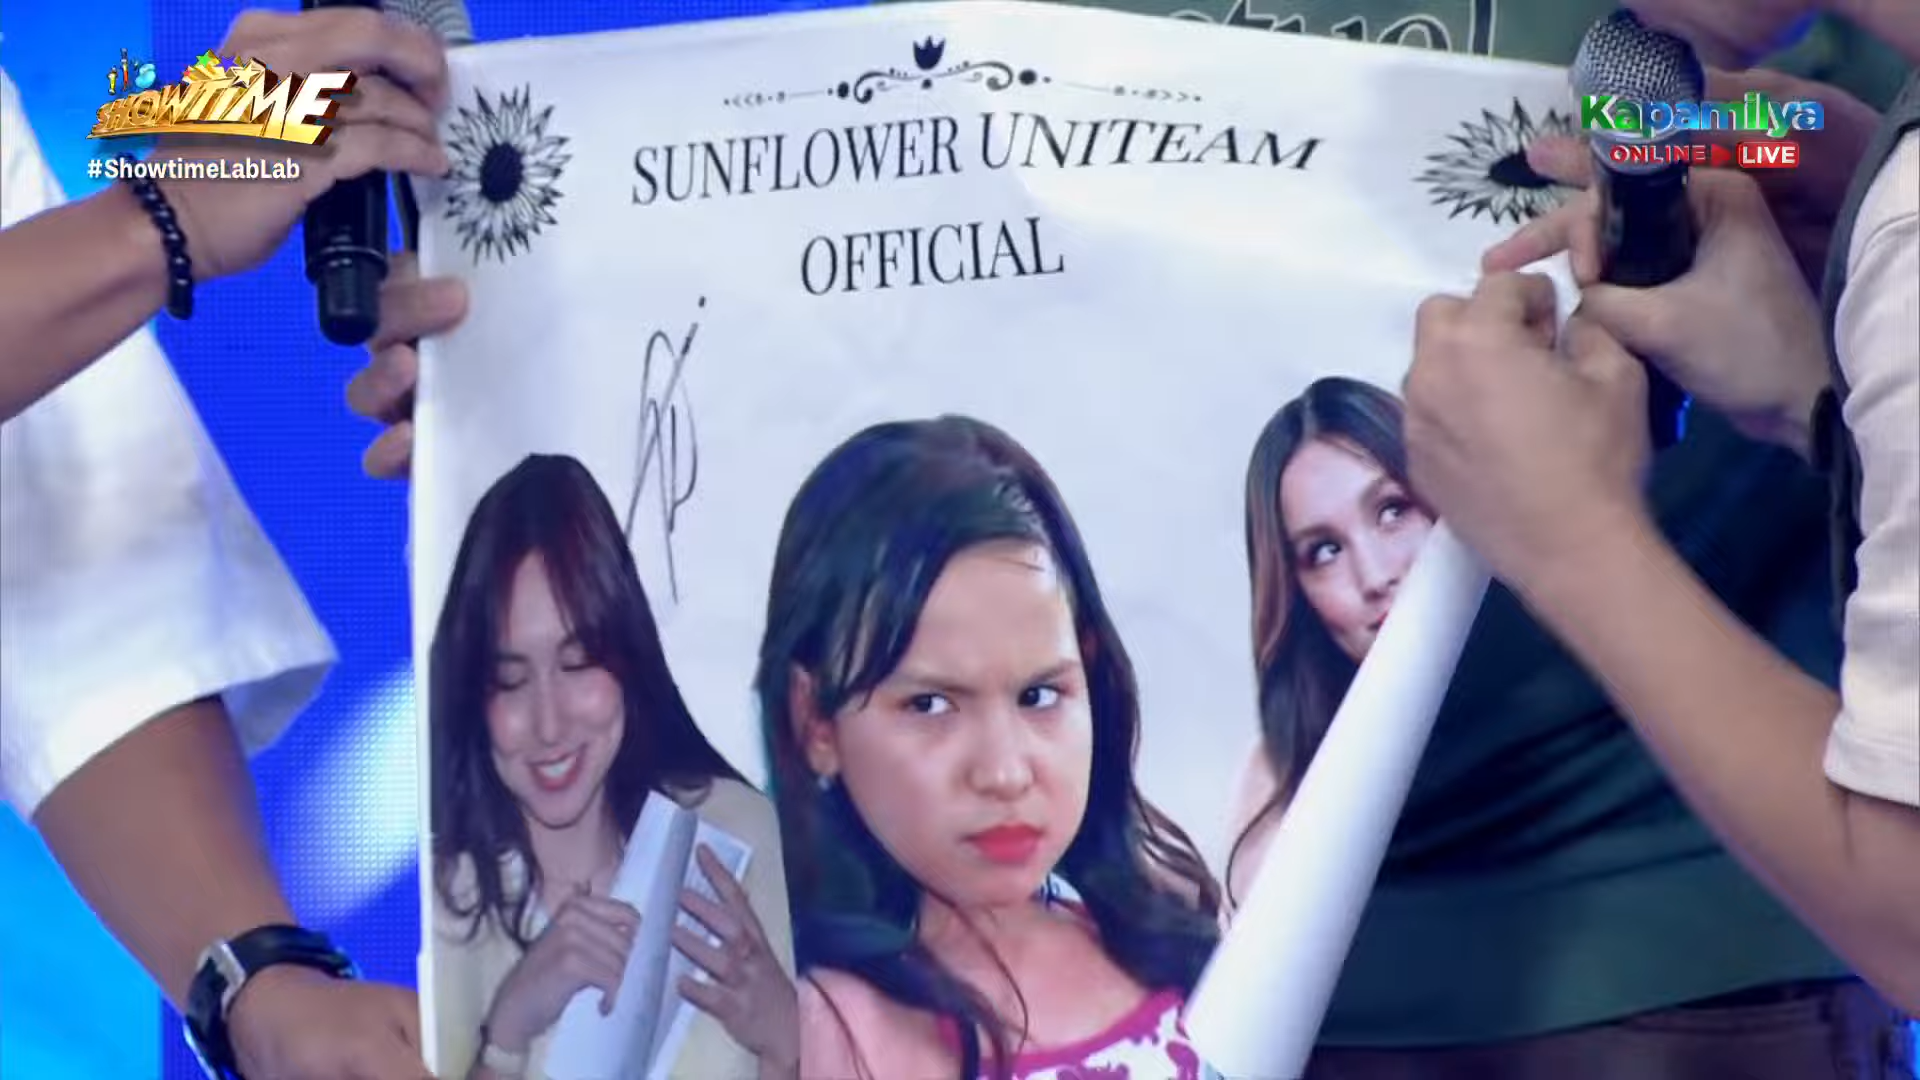 it's
SHOWTIME
#ShowtimeLabLab
Kapamilya
ONLINE LIVE
SUNFLOWER UNITEAM
OFFICIAL